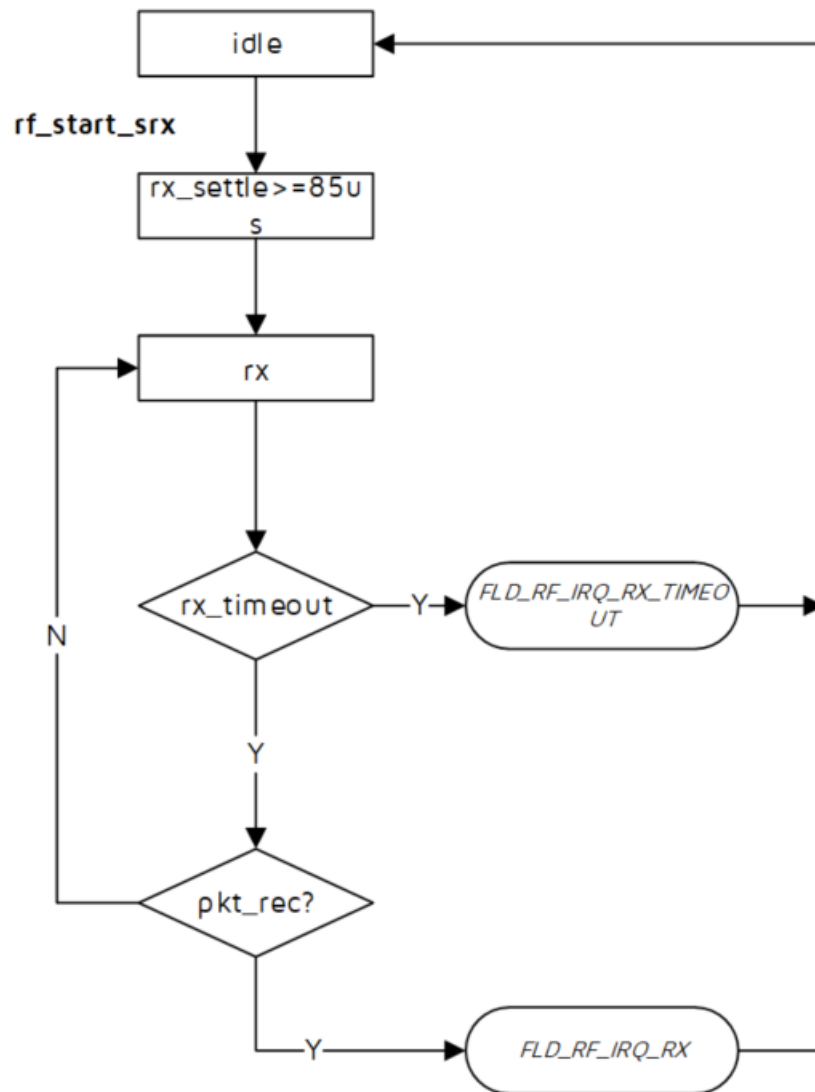 idle
rf_start_srx
rx_settle>=85u
s
rx
rx_timeout
Y
FLD_RF_IRQ_RX_TIMEO
UT
N
Y
pkt_rec?
Y
FLD_RF_IRQ_RX